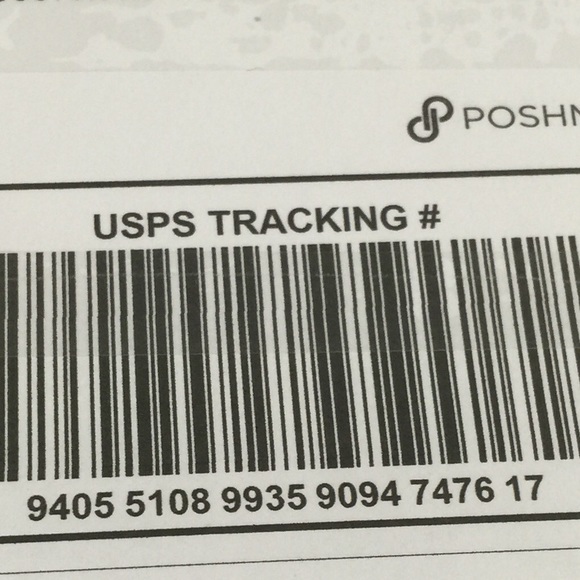 POSHM
USPS TRACKING #
9405 5108 9935 9094 7476 17